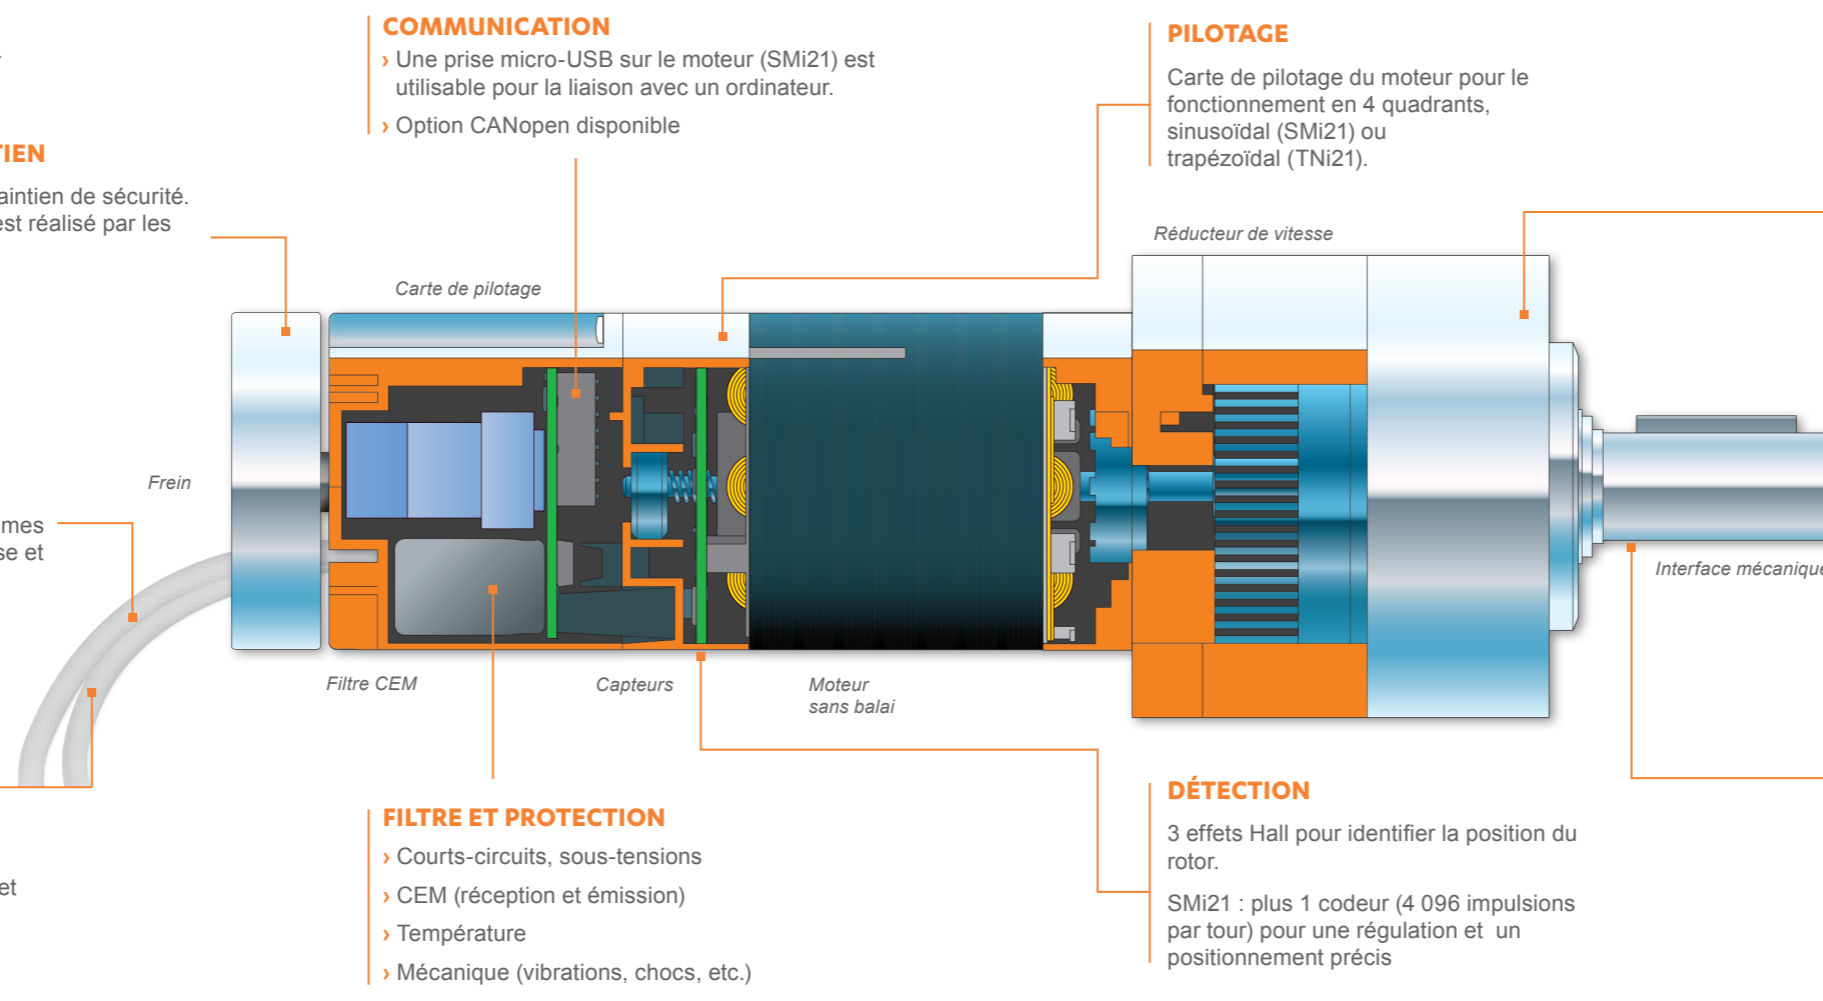 COMMUNICATION
› Une prise micro-USB sur le moteur (SMi21) est
utilisable pour la liaison avec un ordinateur.
› Option CANopen disponible
PILOTAGE
Carte de pilotage du moteur pour le
fonctionnement en 4 quadrants,
sinusoïdal (SMi21) ou
trapézoïdal (TNi21).
TIEN
aintien de sécurité.
est réalisé par les
Réducteur de vitesse
Carte de pilotage
Frein
mes
se et
Interface mécanique
Filtre CEM
Capteurs
Moteur
sans balai
FILTRE ET PROTECTION
› Courts-circuits, sous-tensions
› CEM (réception et émission)
› Température
› Mécanique (vibrations, chocs, etc.)
et
DÉTECTION
3 effets Hall pour identifier la position du
rotor.
SMi21 : plus 1 codeur (4 096 impulsions
par tour) pour une régulation et  un
positionnement précis